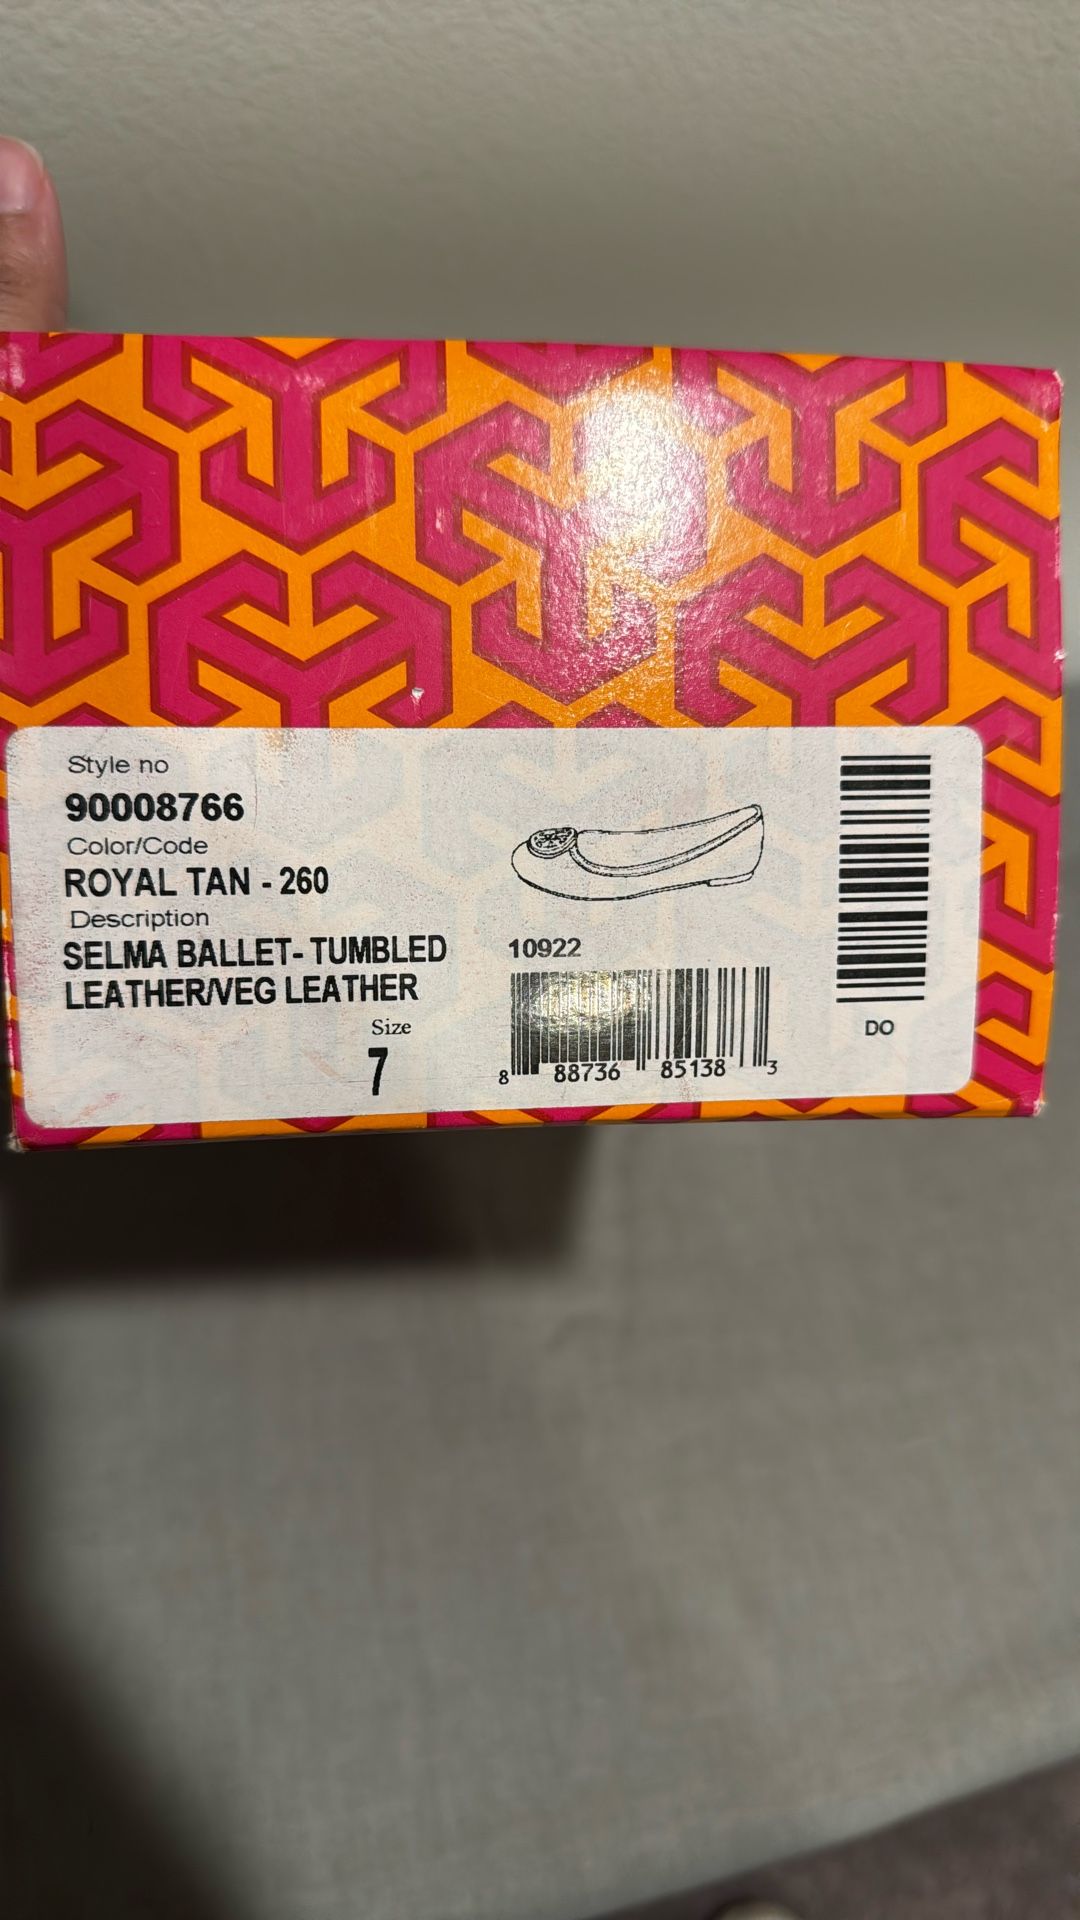 Style no
90008766
Color/Code
ROYAL TAN - 260
Description
SELMA BALLET- TUMBLED
LEATHER/VEG LEATHER
Size
7
10922
8 88736 85138 3
DO